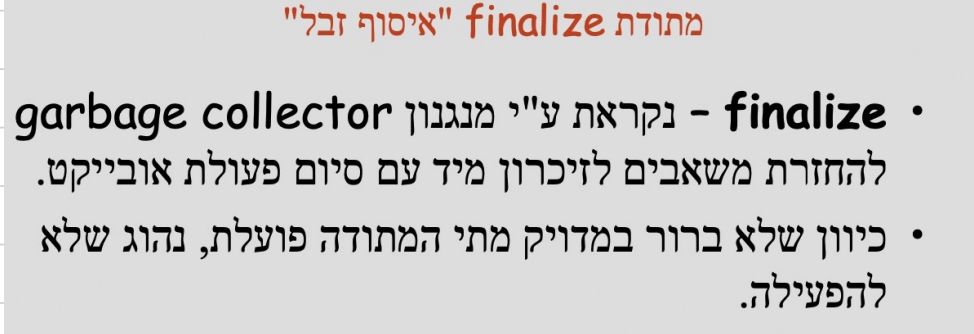 מתודת finalize "איסוף זבל"
• finalize – נקראת ע"י מנגנון garbage collector
להחזרת משאבים לזיכרון מיד עם סיום פעולת אובייקט.
• כיוון שלא ברור במדויק מתי המתודה פועלת, נהוג שלא
להפעילה.